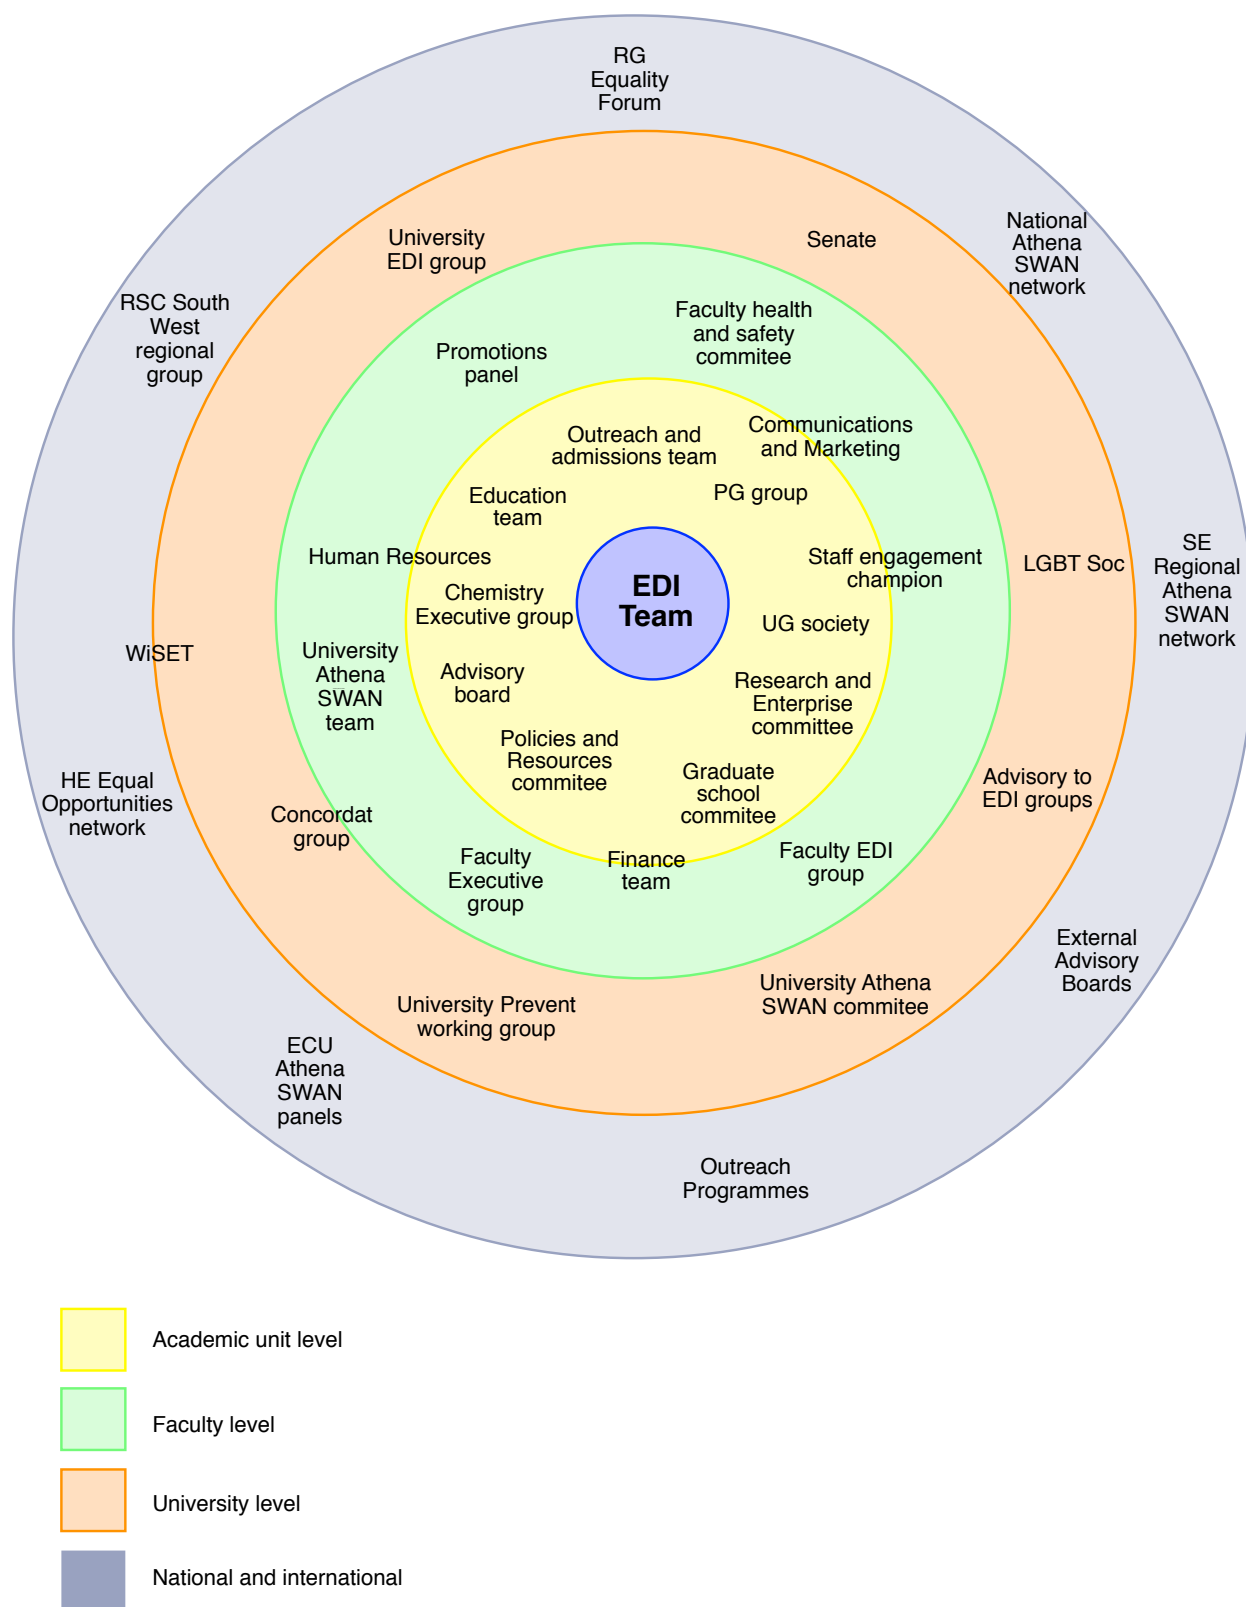 RG
Equality
Forum
National
Athena
SWAN
network
University
EDI group
Senate
RSC South
West
regional
group
Faculty health
and safety
commitee
Promotions
panel
Communications
and Marketing
Outreach and
admissions team
PG group
Education
team
Human Resources
Staff engagement
champion
LGBT Soc
SE
Regional
Athena
SWAN
network
EDI
Team
Chemistry
Executive group
UG society
WiSET
University
Athena
SWAN
team
Advisory
board
Research and
Enterprise
committee
Policies and
Resources
commitee
Graduate
school
commitee
HE Equal
Opportunities
network
Advisory to
EDI groups
Concordat
group
Faculty
Executive
group
Finance
team
Faculty EDI
group
External
Advisory
Boards
University Athena
SWAN commitee
University Prevent
working group
ECU
Athena
SWAN
panels
Outreach
Programmes
Academic unit level
Faculty level
University level
National and international